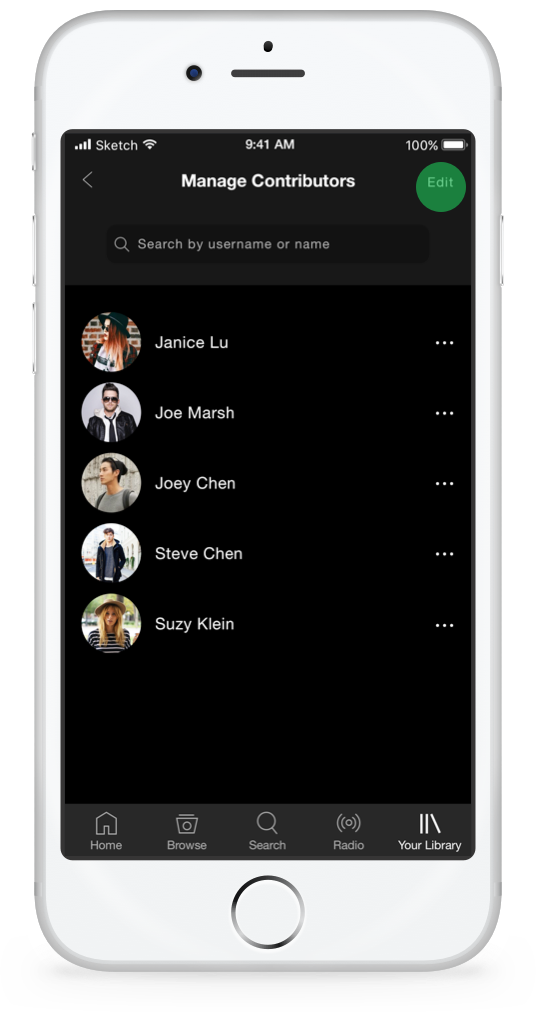 Sketch 9:41 AM 100%
Manage Contributors Edit
Search by username or name
Janice Lu
Joe Marsh
Joey Chen
Steve Chen
Suzy Klein
Home Browse Search Radio Your Library